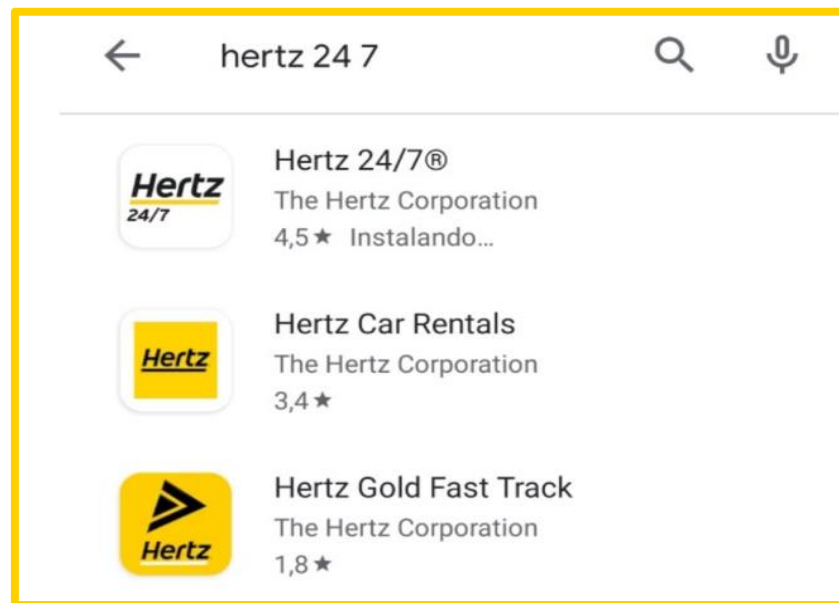 hertz 24 7
Hertz
24/7
Hertz 24/7®
The Hertz Corporation
4,5★ Instalando…
Hertz
Hertz Car Rentals
The Hertz Corporation
3,4★
Hertz
Hertz Gold Fast Track
The Hertz Corporation
1,8★